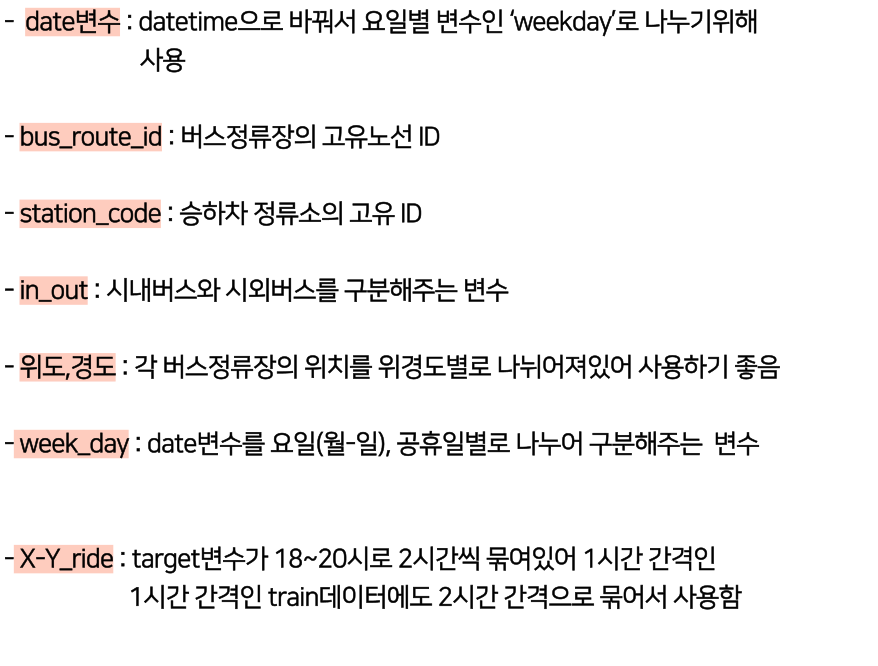 - date변수 : datetime으로 바꿔서 요일별 변수인 ‘weekday’로 나누기위해
사용
- bus_route_id : 버스정류장의 고유노선 ID
- station_code : 승하차 정류소의 고유 ID
- in_out : 시내버스와 시외버스를 구분해주는 변수
- 위도,경도 : 각 버스정류장의 위치를 위경도별로 나뉘어져있어 사용하기 좋음
- week_day : date변수를 요일(월-일), 공휴일별로 나누어 구분해주는 변수
- X-Y_ride : target변수가 18~20시로 2시간씩 묶여있어 1시간 간격인
1시간 간격인 train데이터에도 2시간 간격으로 묶어서 사용함